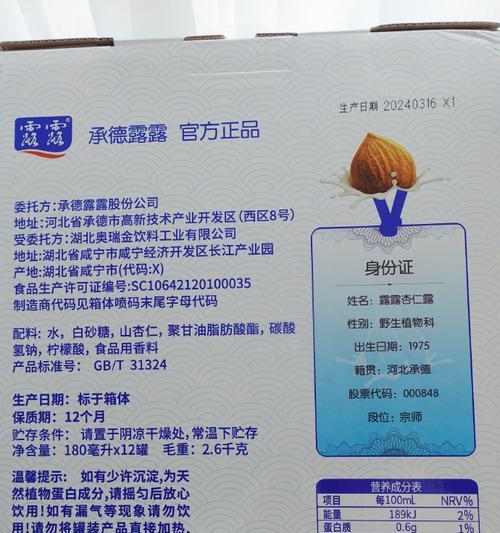 生产日期 20240316 X1
露露 承德露露 官方正品
委托方:承德露露股份公司
地址:河北省承德市高新技术产业开发区(西区8号)
受委托方:湖北奥瑞金饮料工业有限公司
地址:湖北省咸宁市咸宁经济开发区长江产业园
产地:湖北省咸宁市(代码:X)
食品生产许可证编号:SC10642120100035
制造商代码见箱体喷码末尾字母代码
配料:水,白砂糖,山杏仁,聚甘油脂肪酸酯,碳酸
氢钠,柠檬酸,食品用香料
产品标准号: GB/T 31324
生产日期:标于箱体
保质期:12个月
贮存条件: 请置于阴凉干燥处,常温下贮存
净含量:180毫升x12罐 毛重:2.6千克
温馨提示: 如有少许沉淀,为天
然植物蛋白成分,请摇匀后放心
饮用!如有漏气等现象请勿饮
用!请勿将罐装产品直接加热,
身份证
姓名: 露露杏仁露
性别: 野生植物科
出生日期: 1975
籍贯: 河北承德
股票代码: 000848
段位: 宗师
营养成分表
项目 每100mL NRV%
能量 189kJ 2%
蛋白质 0.6g 1%